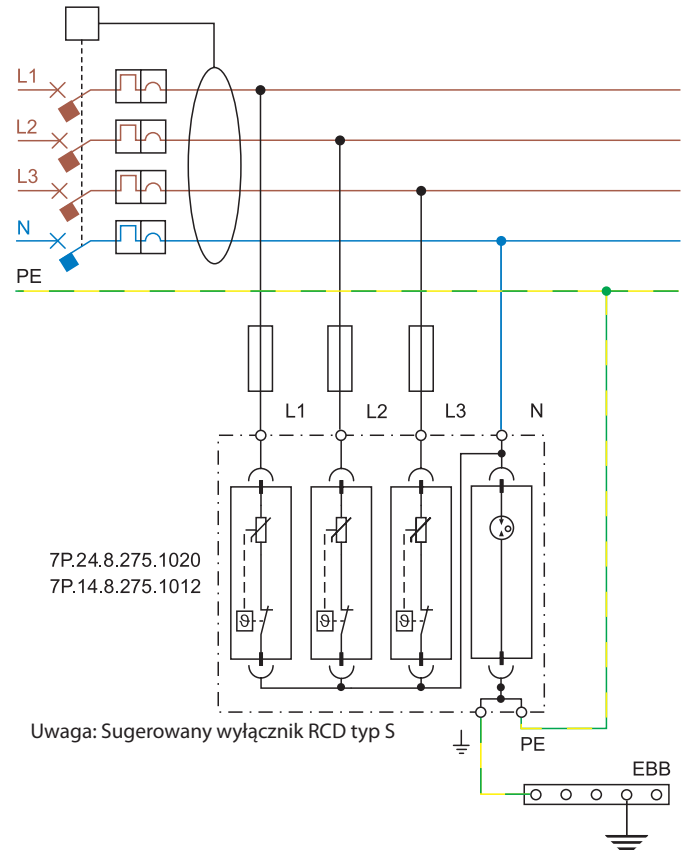 L1
L2
L3
N
PE
L1 L2 L3 N
7P.24.8.275.1020
7P.14.8.275.1012
ϑ ϑ ϑ
Uwaga: Sugerowany wyłącznik RCD typ S
PE
EBB